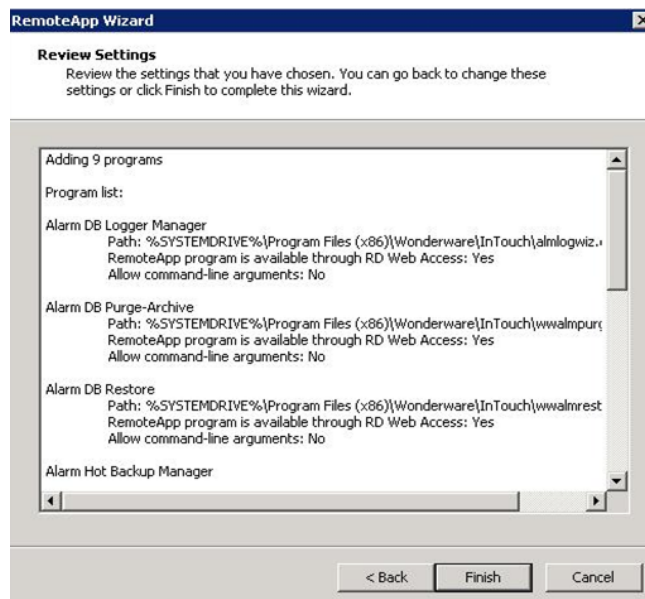 RemoteApp Wizard
Review Settings
Review the settings that you have chosen. You can go back to change these
settings or click Finish to complete this wizard.
Adding 9 programs
Program list:
Alarm DB Logger Manager
Path: %SYSTEMDRIVE%\Program Files (x86)\Wonderware\InTouch\almlogwiz.
RemoteApp program is available through RD Web Access: Yes
Allow command-line arguments: No
Alarm DB Purge-Archive
Path: %SYSTEMDRIVE%\Program Files (x86)\Wonderware\InTouch\wwalmpurg
RemoteApp program is available through RD Web Access: Yes
Allow command-line arguments: No
Alarm DB Restore
Path: %SYSTEMDRIVE%\Program Files (x86)\Wonderware\InTouch\wwalmrest
RemoteApp program is available through RD Web Access: Yes
Allow command-line arguments: No
Alarm Hot Backup Manager
< Back Finish Cancel